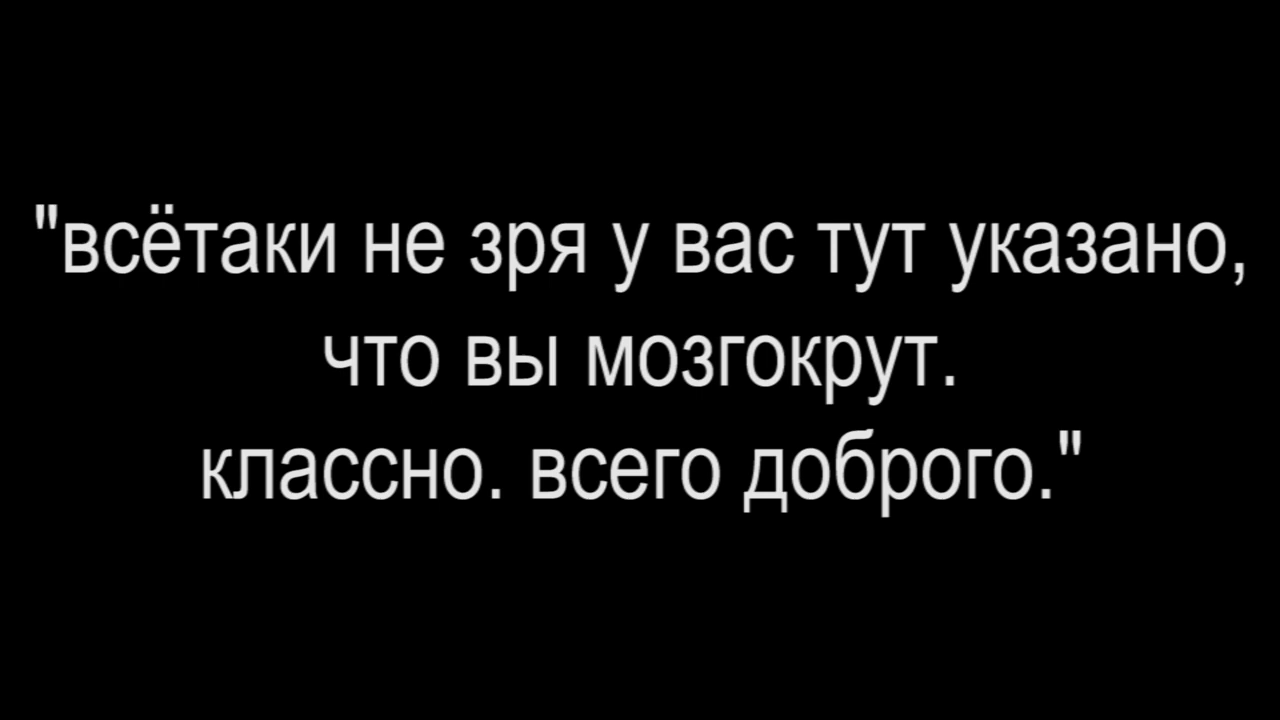 "всётаки не зря у вас тут указано,
что вы мозгокрут.
классно. всего доброго."